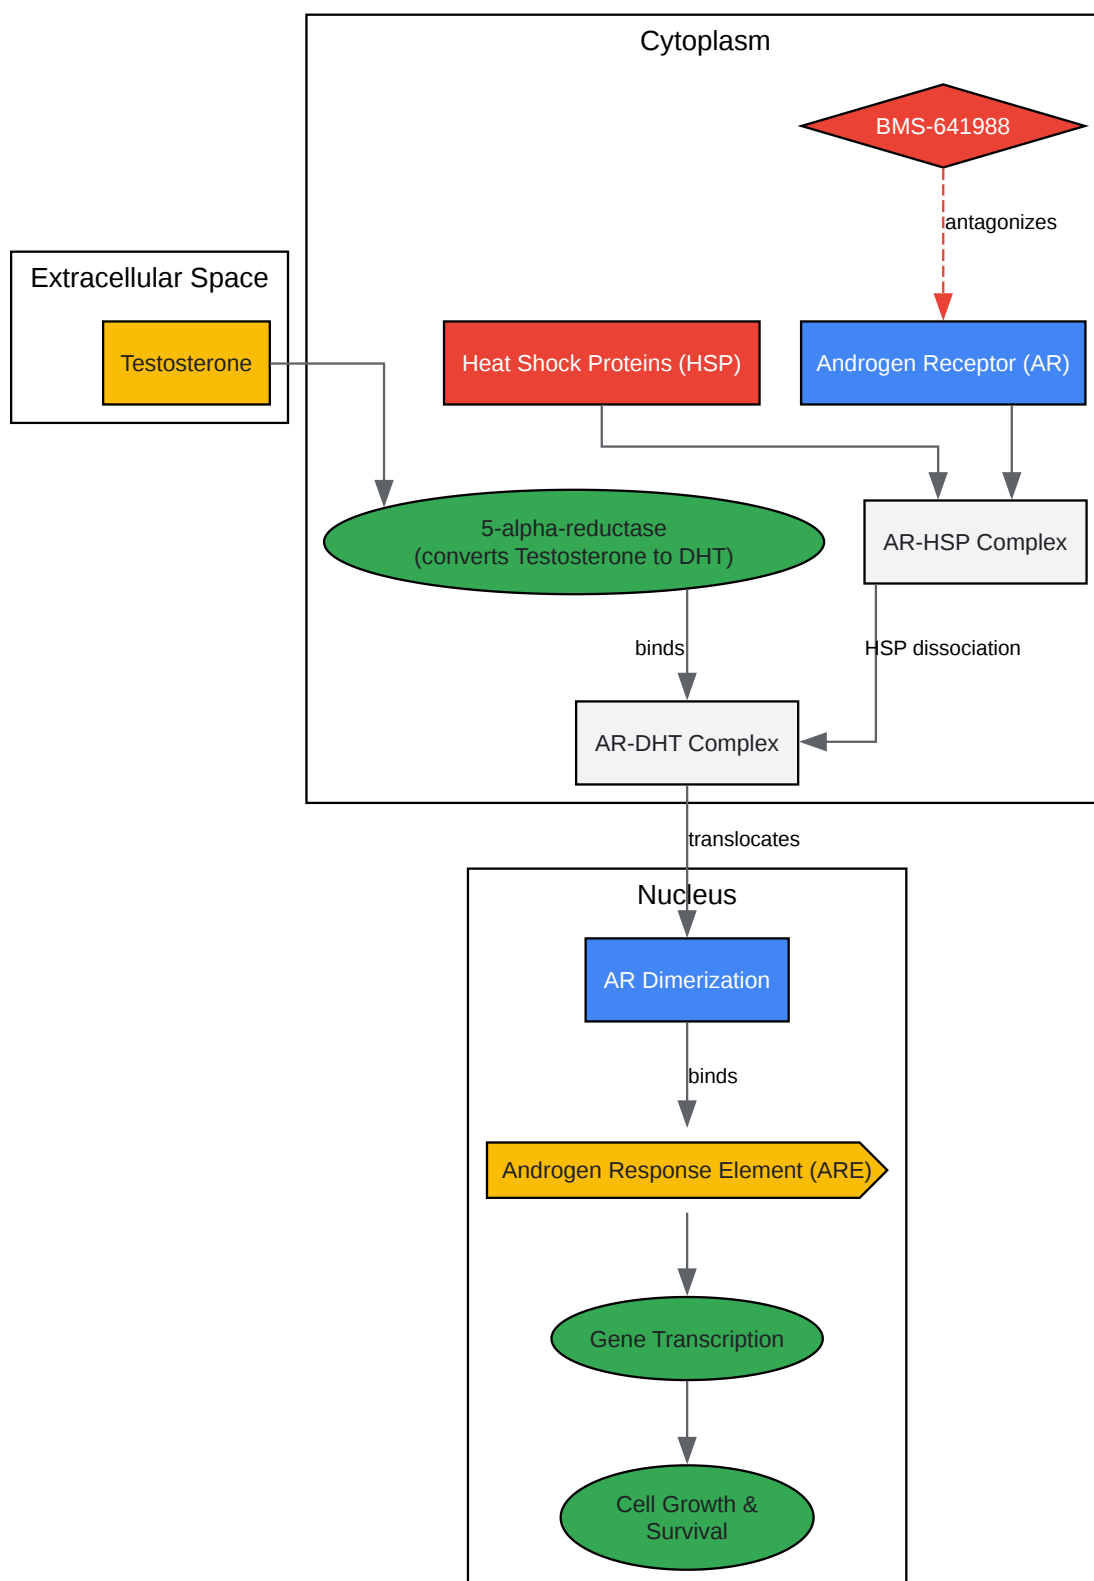 Cytoplasm
BMS-641988
antagonizes
Extracellular Space
Testosterone
Heat Shock Proteins (HSP)
Androgen Receptor (AR)
5-alpha-reductase
(converts Testosterone to DHT)
AR-HSP Complex
binds
HSP dissociation
AR-DHT Complex
translocates
Nucleus
AR Dimerization
binds
Androgen Response Element (ARE)
Gene Transcription
Cell Growth &
Survival